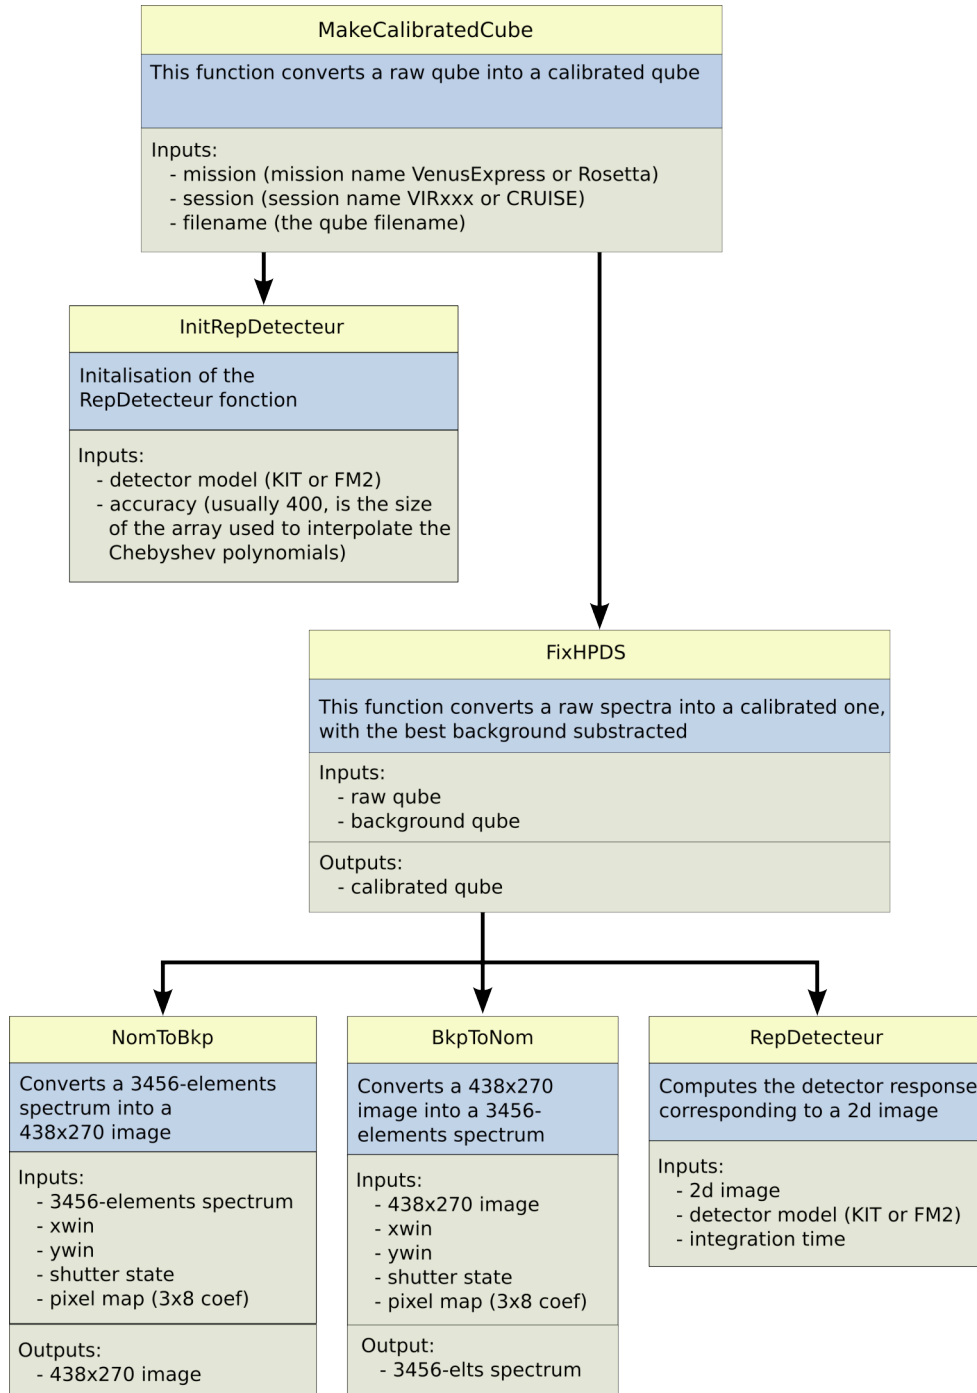 MakeCalibratedCube
This function converts a raw qube into a calibrated qube
Inputs:
- mission (mission name VenusExpress or Rosetta)
- session (session name VIRxxx or CRUISE)
- filename (the qube filename)
InitRepDetecteur
Initalisation of the
RepDetecteur fonction
Inputs:
- detector model (KIT or FM2)
- accuracy (usually 400, is the size
of the array used to interpolate the
Chebyshev polynomials)
FixHPDS
This function converts a raw spectra into a calibrated one,
with the best background substracted
Inputs:
- raw qube
- background qube
Outputs:
- calibrated qube
NomToBkp
Converts a 3456-elements
spectrum into a
438x270 image
Inputs:
- 3456-elements spectrum
- xwin
- ywin
- shutter state
- pixel map (3x8 coef)
Outputs:
- 438x270 image
BkpToNom
Converts a 438x270
image into a 3456-
elements spectrum
Inputs:
- 438x270 image
- xwin
- ywin
- shutter state
- pixel map (3x8 coef)
Output:
- 3456-elts spectrum
RepDetecteur
Computes the detector response
corresponding to a 2d image
Inputs:
- 2d image
- detector model (KIT or FM2)
- integration time